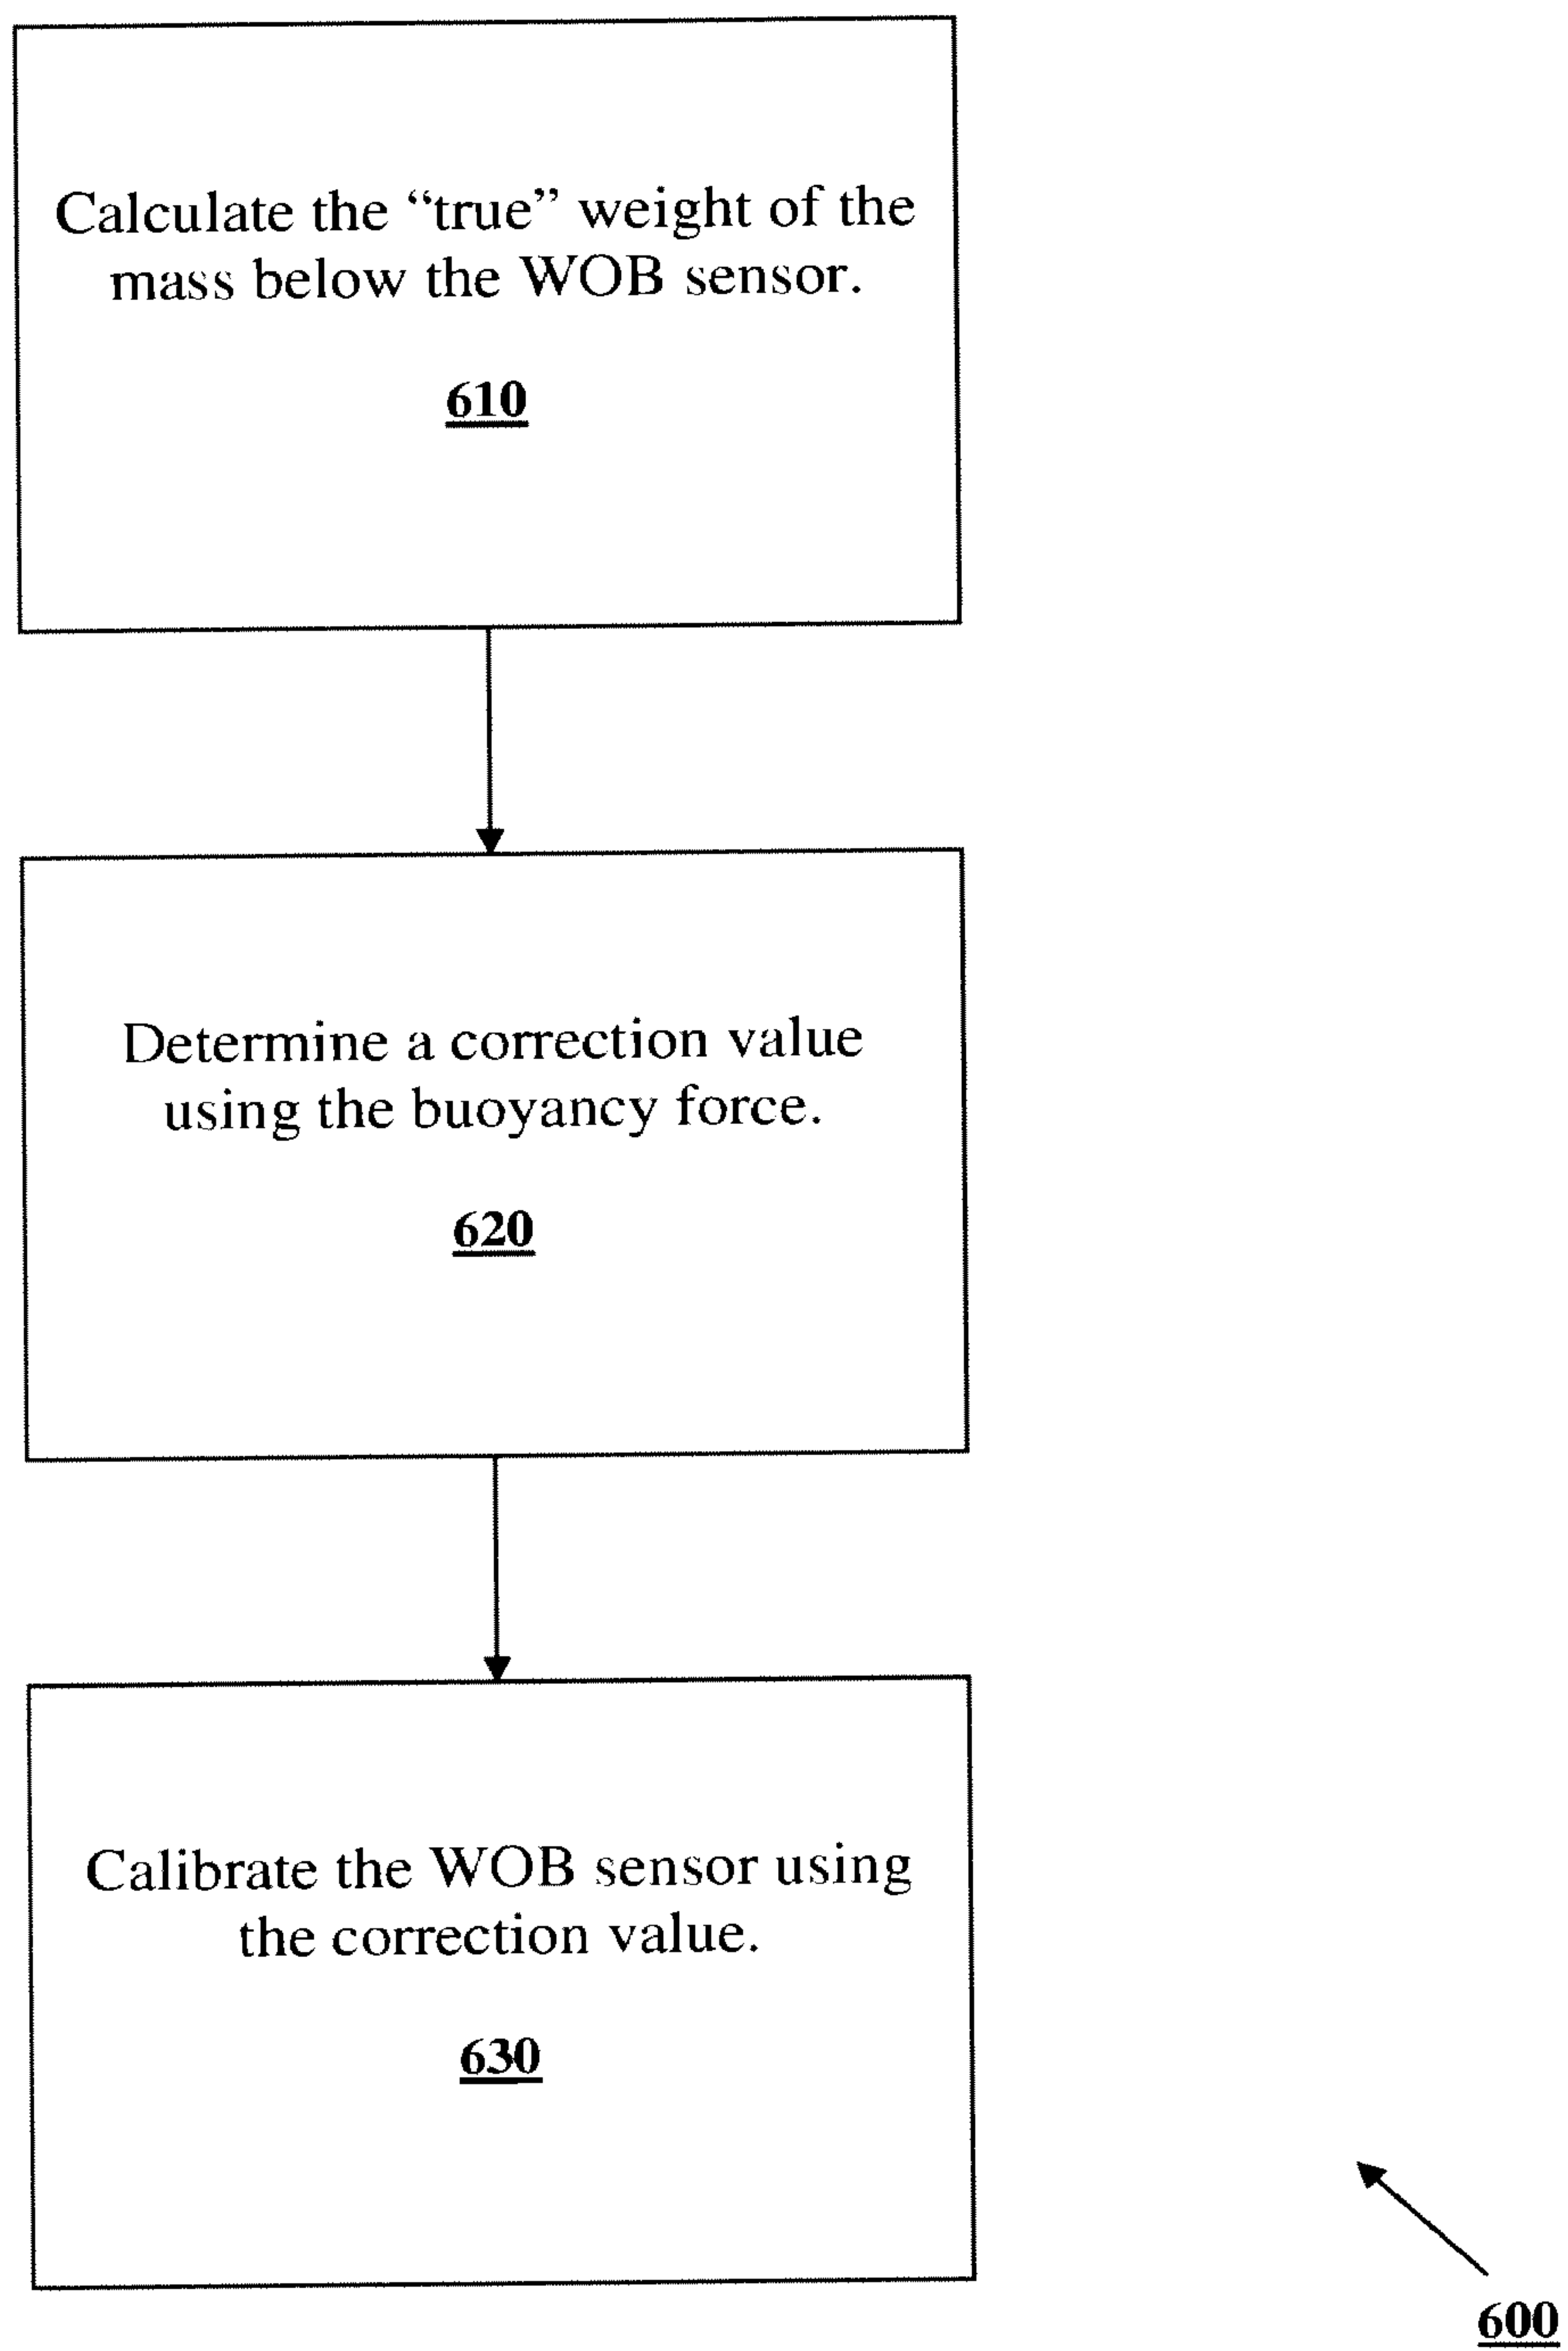 Calculate the “true” weight of the
mass below the WOB sensor.
610
Determine a correction value
using the buoyancy force.
620
Calibrate the WOB sensor using
the correction value.
630
600